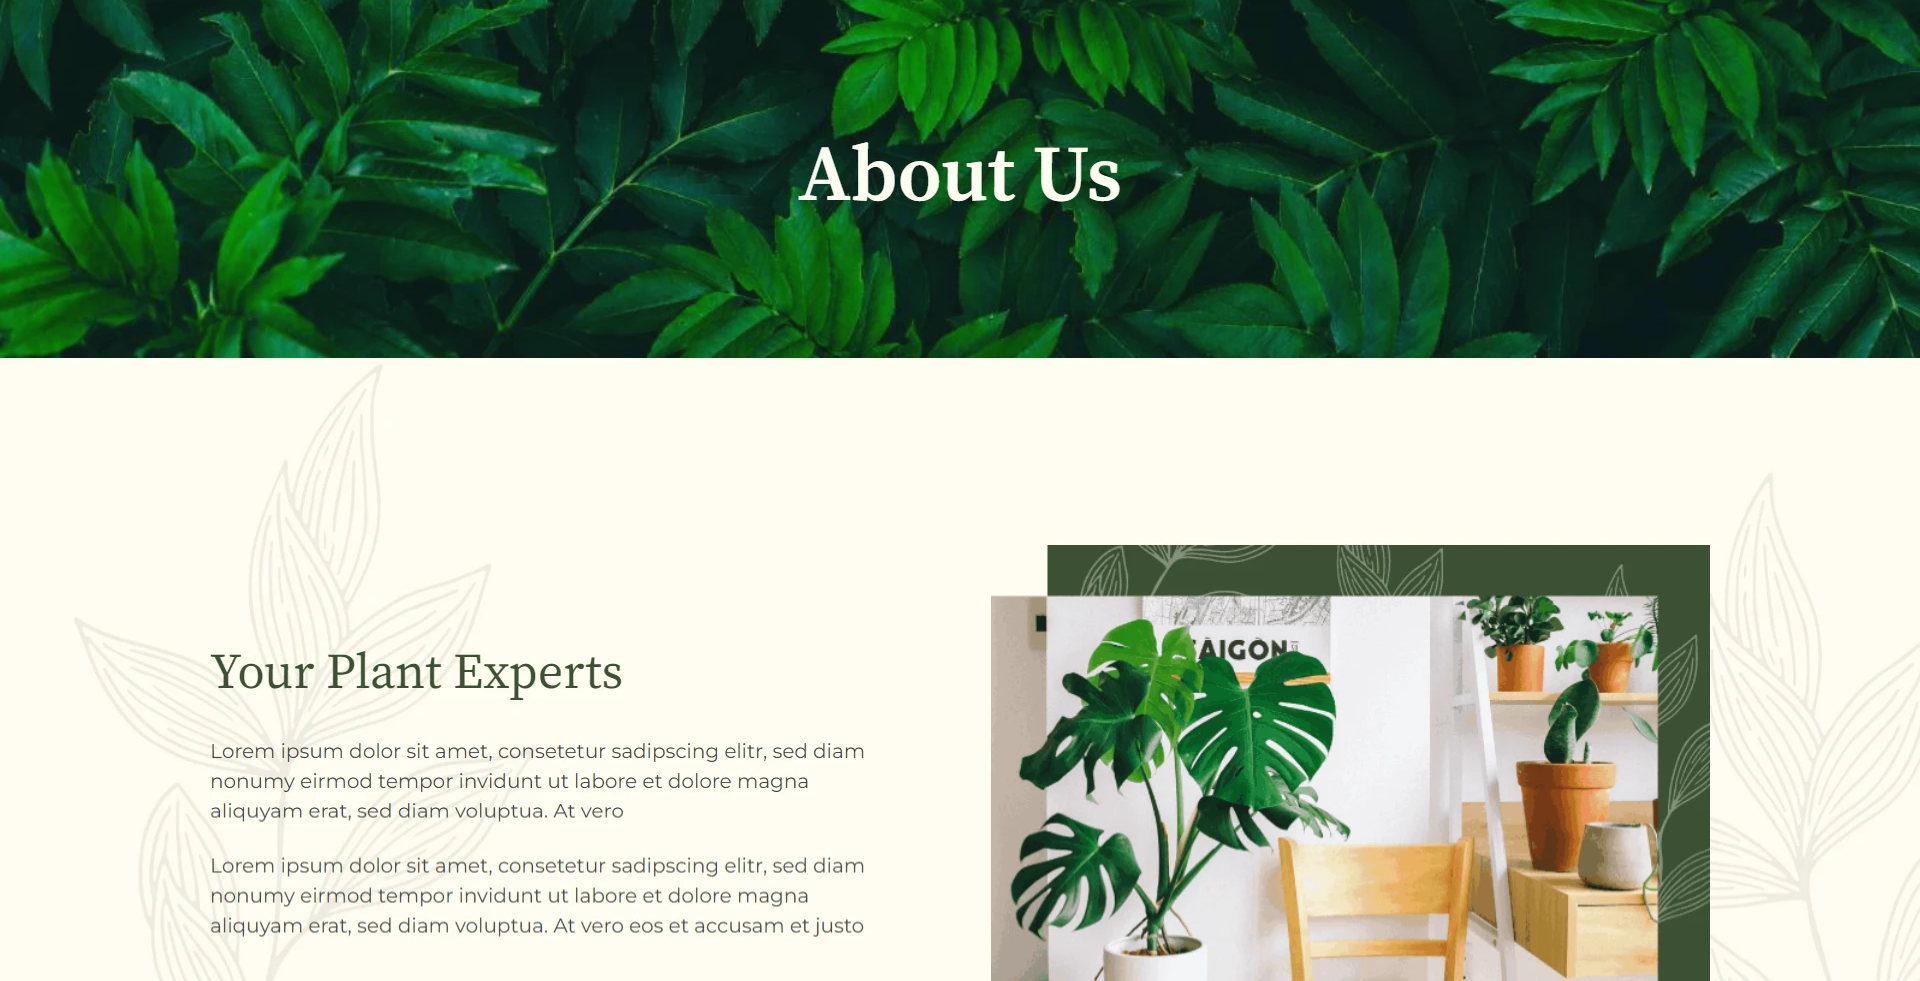 About Us
Your Plant Experts
Lorem ipsum dolor sit amet, consetetur sadipscing elitr, sed diam
nonumy eirmod tempor invidunt ut labore et dolore magna
aliquyam erat, sed diam voluptua. At vero
Lorem ipsum dolor sit amet, consetetur sadipscing elitr, sed diam
nonumy eirmod tempor invidunt ut labore et dolore magna
aliquyam erat, sed diam voluptua. At vero eos et accusam et justo